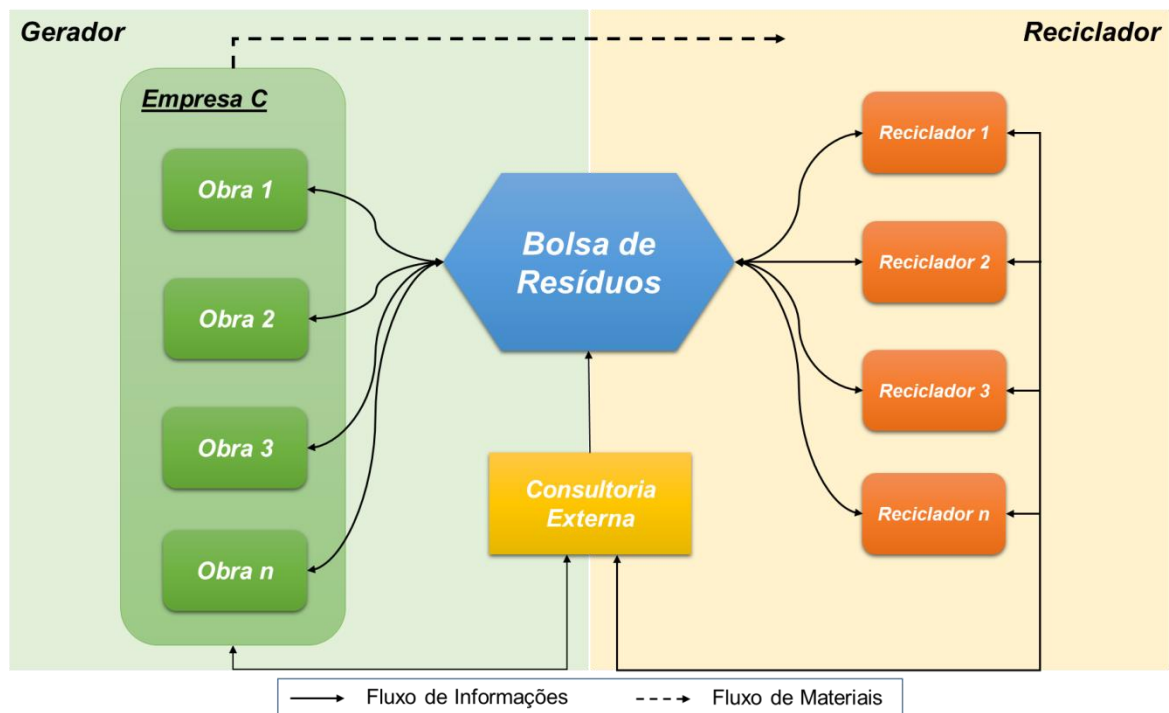 Gerador
Reciclador
Empresa C
Obra 1
Obra 2
Obra 3
Obra n
Bolsa de
Resíduos
Consultoria
Externa
Reciclador 1
Reciclador 2
Reciclador 3
Reciclador n
Fluxo de Informações
Fluxo de Materiais